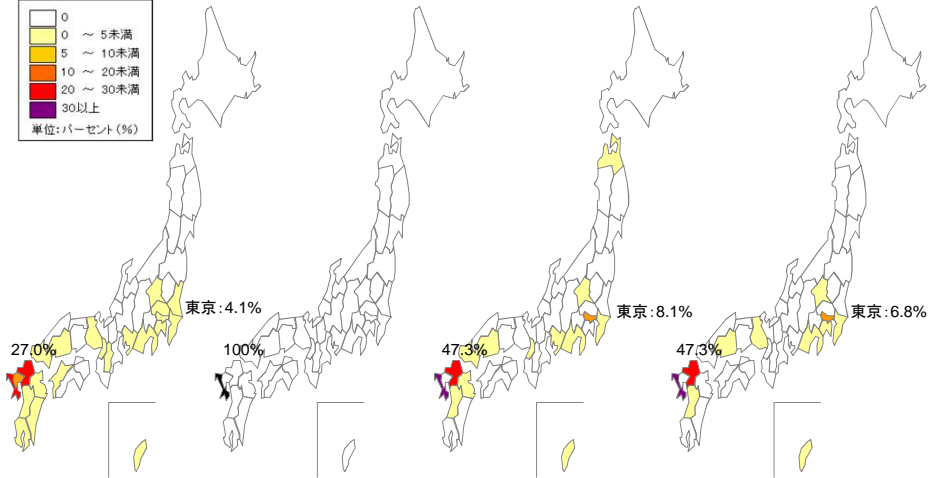 0
0 ～ 5未満
5 ～ 10未満
10 ～ 20未満
20 ～ 30未満
30以上
単位:パーセント(%)
東京:4.1%
27.0%
100%
東京:8.1%
47.3%
東京:6.8%
47.3%